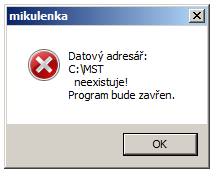 mikulenka
Datový adresář:
C:\MST
neexistuje!
Program bude zavřen.
OK